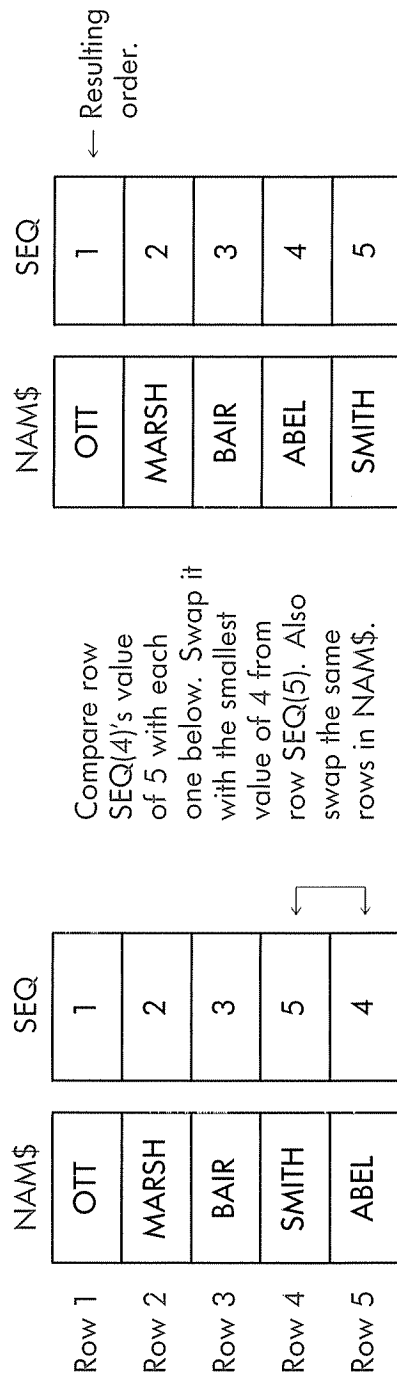 NAM$ SEQ
Row 1 OTT 1
Row 2 MARSH 2
Row 3 BAIR 3
Row 4 SMITH 5
Row 5 ABEL 4
Compare row
SEQ(4)'s value
of 5 with each
one below. Swap it
with the smallest
value of 4 from
row SEQ(5). Also
swap the same
rows in NAM$.
NAM$ SEQ
OTT 1 ← Resulting
order.
MARSH 2
BAIR 3
ABEL 4
SMITH 5